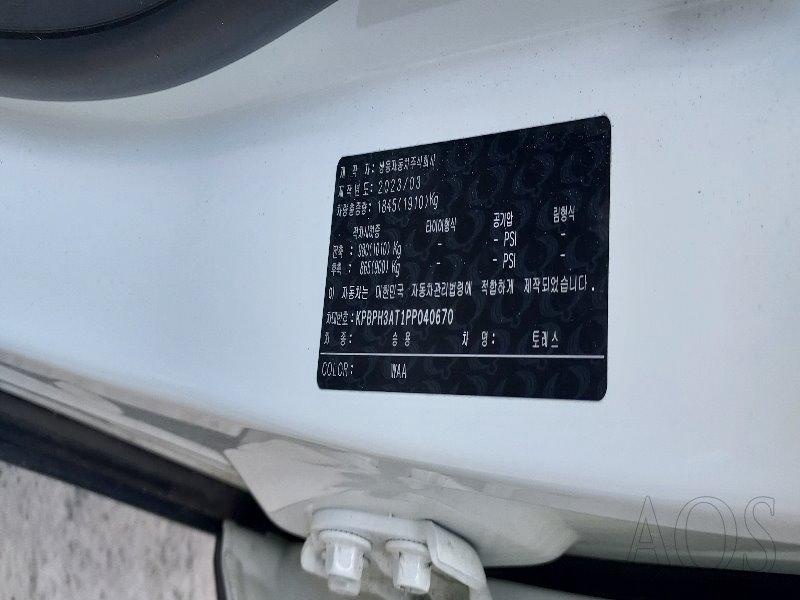 제 작 자: 쌍용자동차주식회사
제작년도: 2023/03
차량총중량: 1845(1910)Kg
적차시하중 타이어형식 공기압 림형식
전축 : 980(1010) Kg - - PSI -
후축 : 865(900) Kg - - PSI -
이 자동차는 대한민국 자동차관리법령에 적합하게 제작되었습니다.
차대번호: KPBPH3AT1PP040670
차 종: 승용 차 명: 토레스
COLOR: WAA
AOS